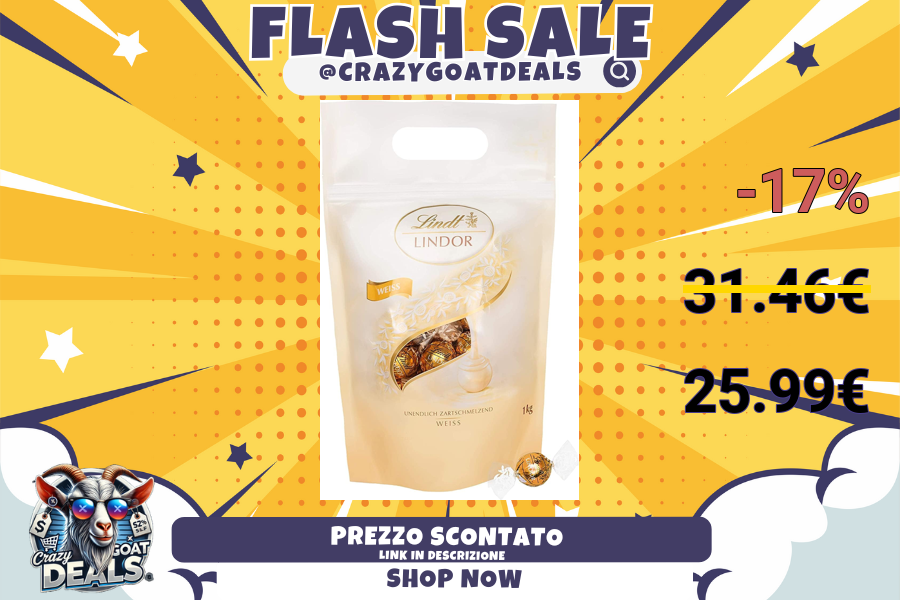 FLASH SALE
@CRAZYGOATDEALS
-17%
31.46€
25.99€
Lindt
LINDOR
WEISS
UNENDLICH ZARTSCHMELZEND
WEISS
1kg
$
52%
Crazy
GOAT
DEALS
PREZZO SCONTATO
LINK IN DESCRIZIONE
SHOP NOW